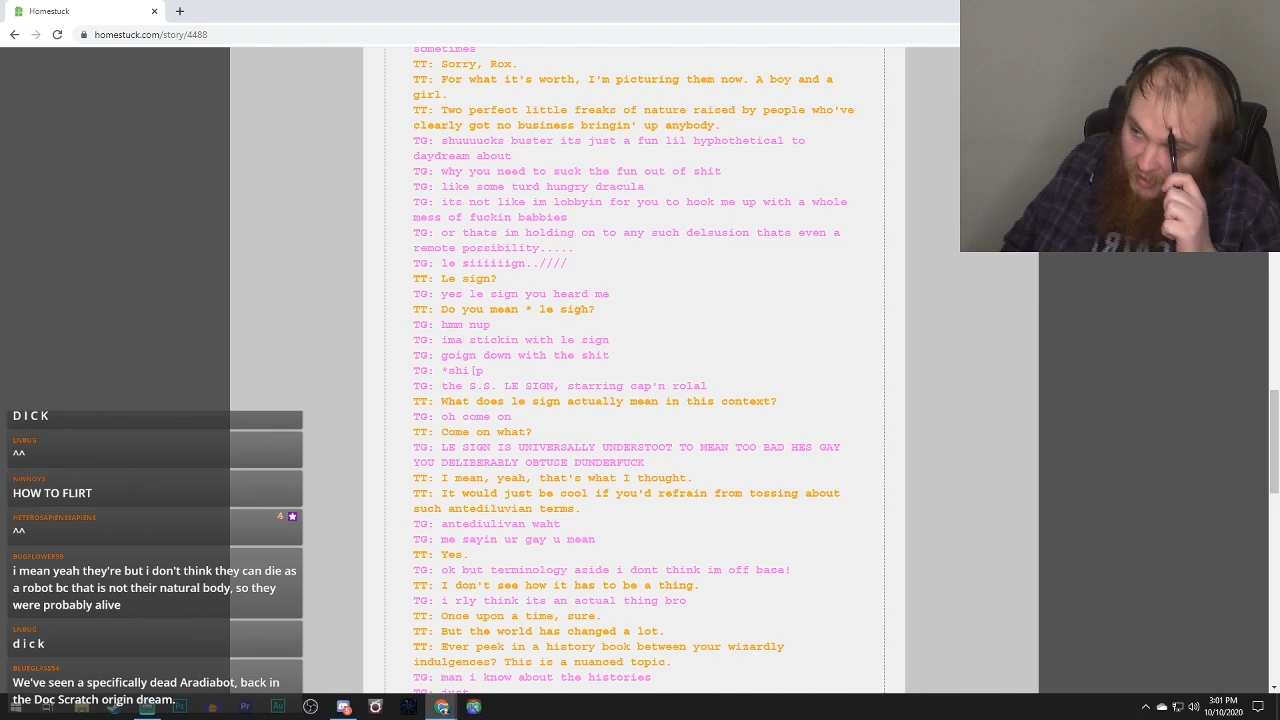 Homestuck
homestuck.com/story/4488
sometimes
TT: Sorry, Rox.
TT: For what it's worth, I'm picturing them now. A boy and a
girl.
TT: Two perfect little freaks of nature raised by people who've
clearly got no business bringin' up anybody.
TG: shuuuucks buster its just a fun lil hyphothetical to
daydream about
TG: why you need to suck the fun out of shit
TG: like some turd hungry dracula
TG: its not like im lobbyin for you to hook me up with a whole
mess of fuckin babbies
TG: or thats im holding on to any such delsusion thats even a
remote possibility.....
TG: le siiiiiign..////
TT: Le sign?
TG: yes le sign you heard me
TT: Do you mean * le sigh?
TG: hmm nup
TG: ima stickin with le sign
TG: goign down with the shit
TG: *shi[p
TG: the S.S. LE SIGN, starring cap'n rolal
TT: What does le sign actually mean in this context?
TG: oh come on
TT: Come on what?
TG: LE SIGN IS UNIVERSALLY UNDERSTOOT TO MEAN TOO BAD HES GAY
YOU DELIBERABLY OBTUSE DUNDERFUCK
TT: I mean, yeah, that's what I thought.
TT: It would just be cool if you'd refrain from tossing about
such antediluvian terms.
TG: antediulivan waht
TG: me sayin ur gay u mean
TT: Yes.
TG: ok but terminology aside i dont think im off base!
TT: I don't see how it has to be a thing.
TG: i rly think its an actual thing bro
TT: Once upon a time, sure.
TT: But the world has changed a lot.
TT: Ever peek in a history book between your wizardly
indulgences? This is a nuanced topic.
TG: man i know about the histories
TG: just
D I C K
LNBUG
^^
NINNOYS
HOW TO FLIRT
HETEROSAPIENSSAPIENS
^^
BUGFLOWER99
i mean yeah they're but i don't think they can die as
a robot bc that is not their natural body, so they
were probably alive
LNBUG
d i c k
BLUEGLASS54
We've seen a specifically dead Aradiabot, back in
the Doc Scratch origin dream.
3:01 PM
10/10/2020